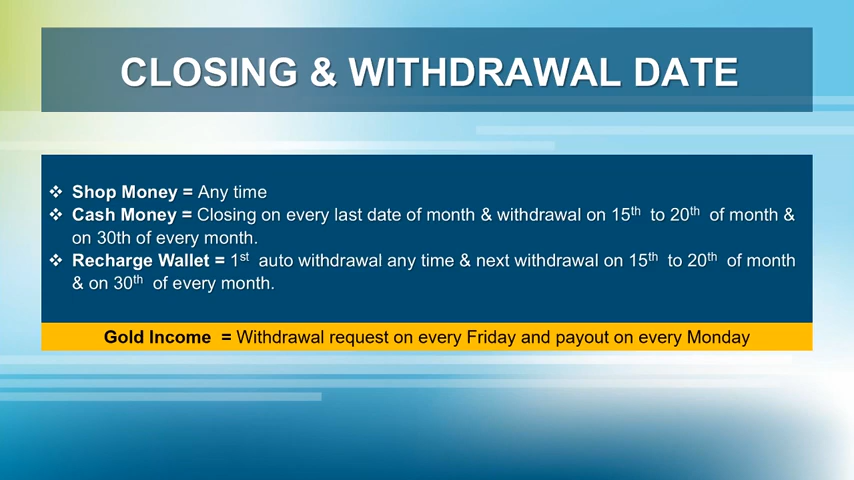 CLOSING & WITHDRAWAL DATE
❖ Shop Money = Any time
❖ Cash Money = Closing on every last date of month & withdrawal on 15th to 20th of month &
on 30th of every month.
❖ Recharge Wallet = 1st auto withdrawal any time & next withdrawal on 15th to 20th of month
& on 30th of every month.
Gold Income = Withdrawal request on every Friday and payout on every Monday